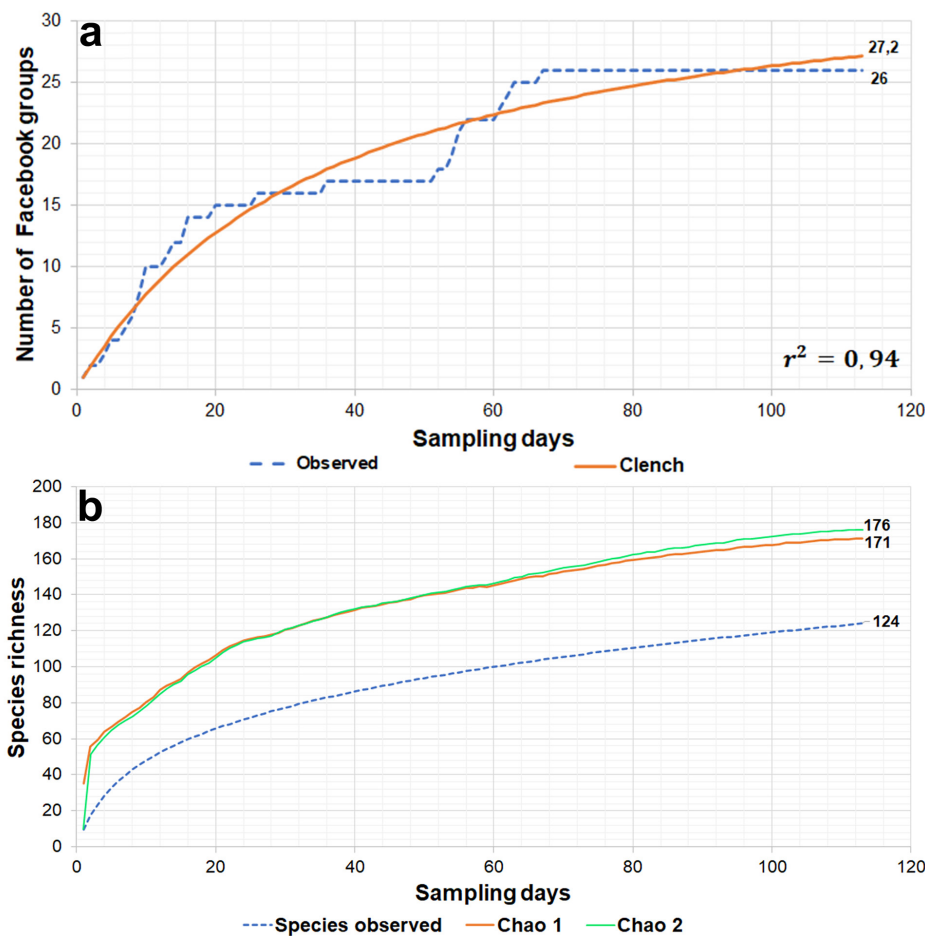 a
Number of Facebook groups
30
25
20
15
10
5
0
27,2
26
r² = 0,94
0 20 40 60 80 100 120
Sampling days
Observed Clench
b
Species richness
200
180
160
140
120
100
80
60
40
20
0
176
171
124
0 20 40 60 80 100 120
Sampling days
Species observed Chao 1 Chao 2